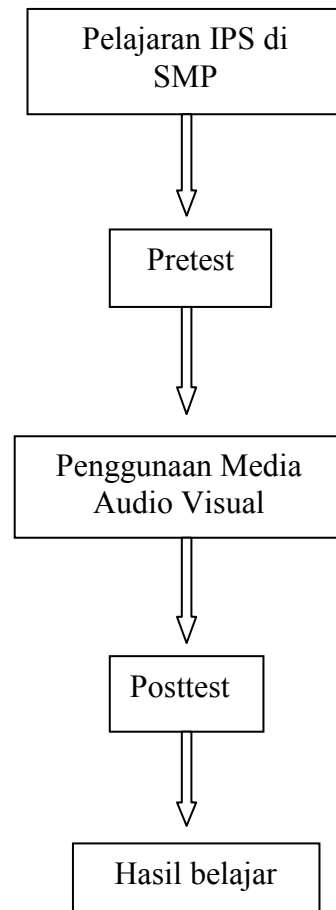 Pelajaran IPS di
SMP
Pretest
Penggunaan Media
Audio Visual
Posttest
Hasil belajar